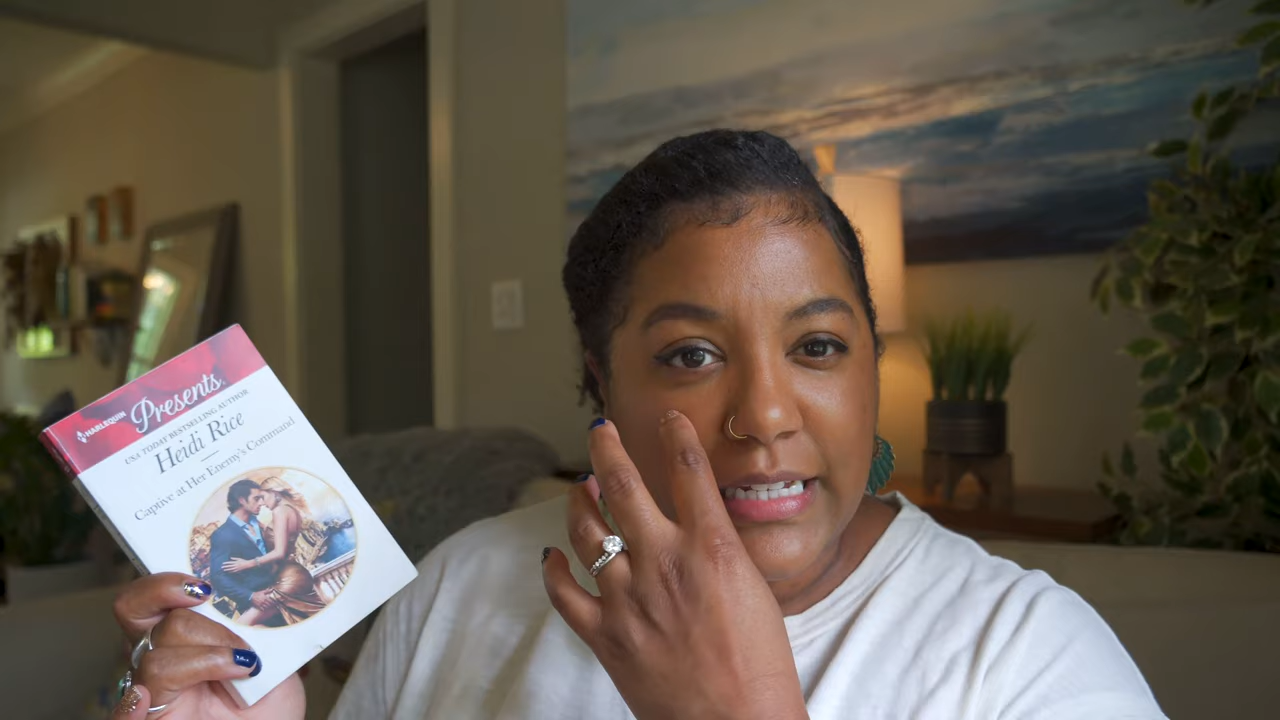 HARLEQUIN Presents.
USA TODAY BESTSELLING AUTHOR
Heidi Rice
Captive at Her Enemy's Command